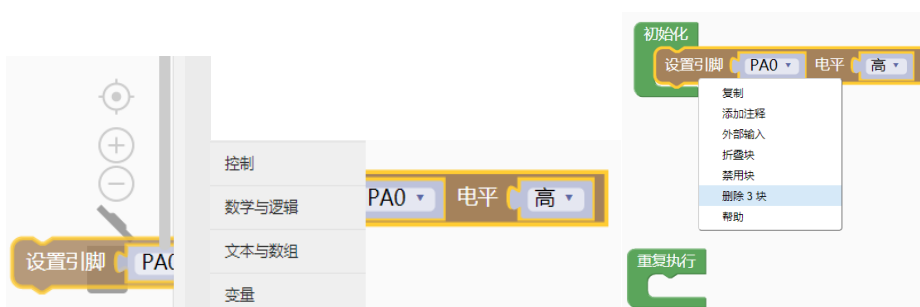 设置引脚 PA0
控制
数学与逻辑
文本与数组
变量
PA0 电平 高
初始化
设置引脚 PA0 电平 高
复制
添加注释
外部输入
折叠块
禁用块
删除 3 块
帮助
重复执行